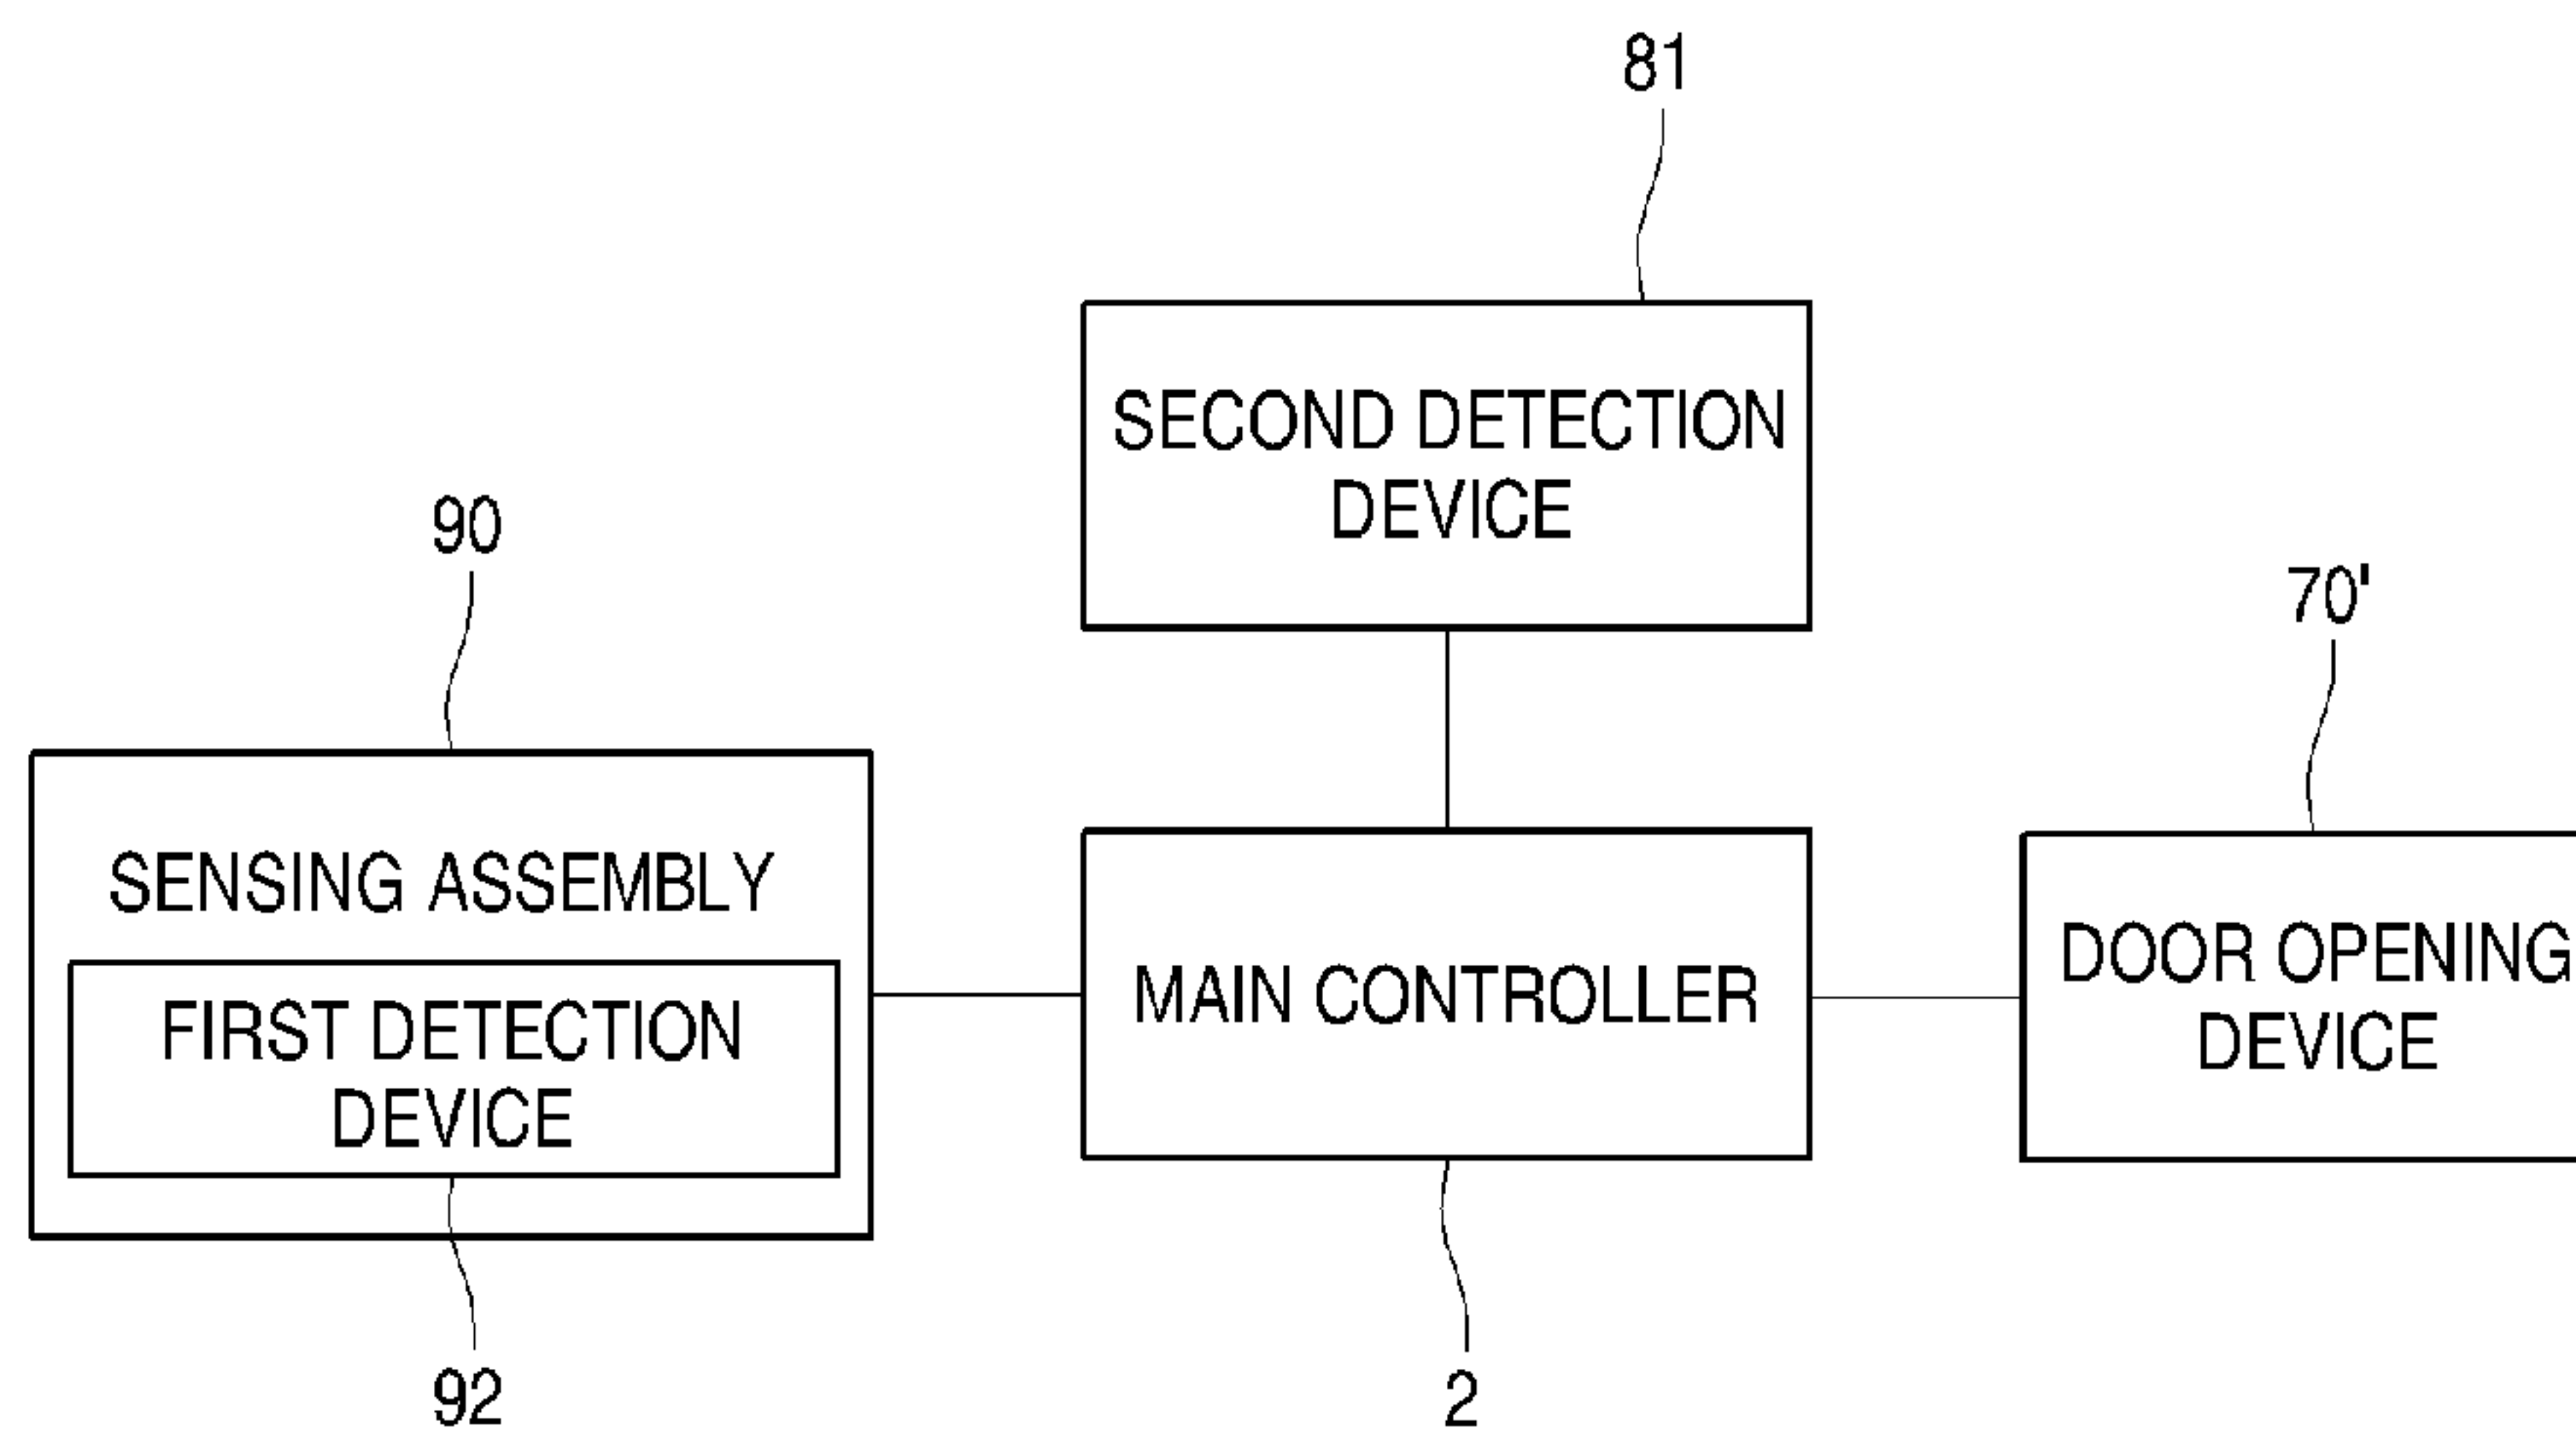 81
SECOND DETECTION
DEVICE
90
70'
SENSING ASSEMBLY
FIRST DETECTION
DEVICE
MAIN CONTROLLER
DOOR OPENING
DEVICE
92
2